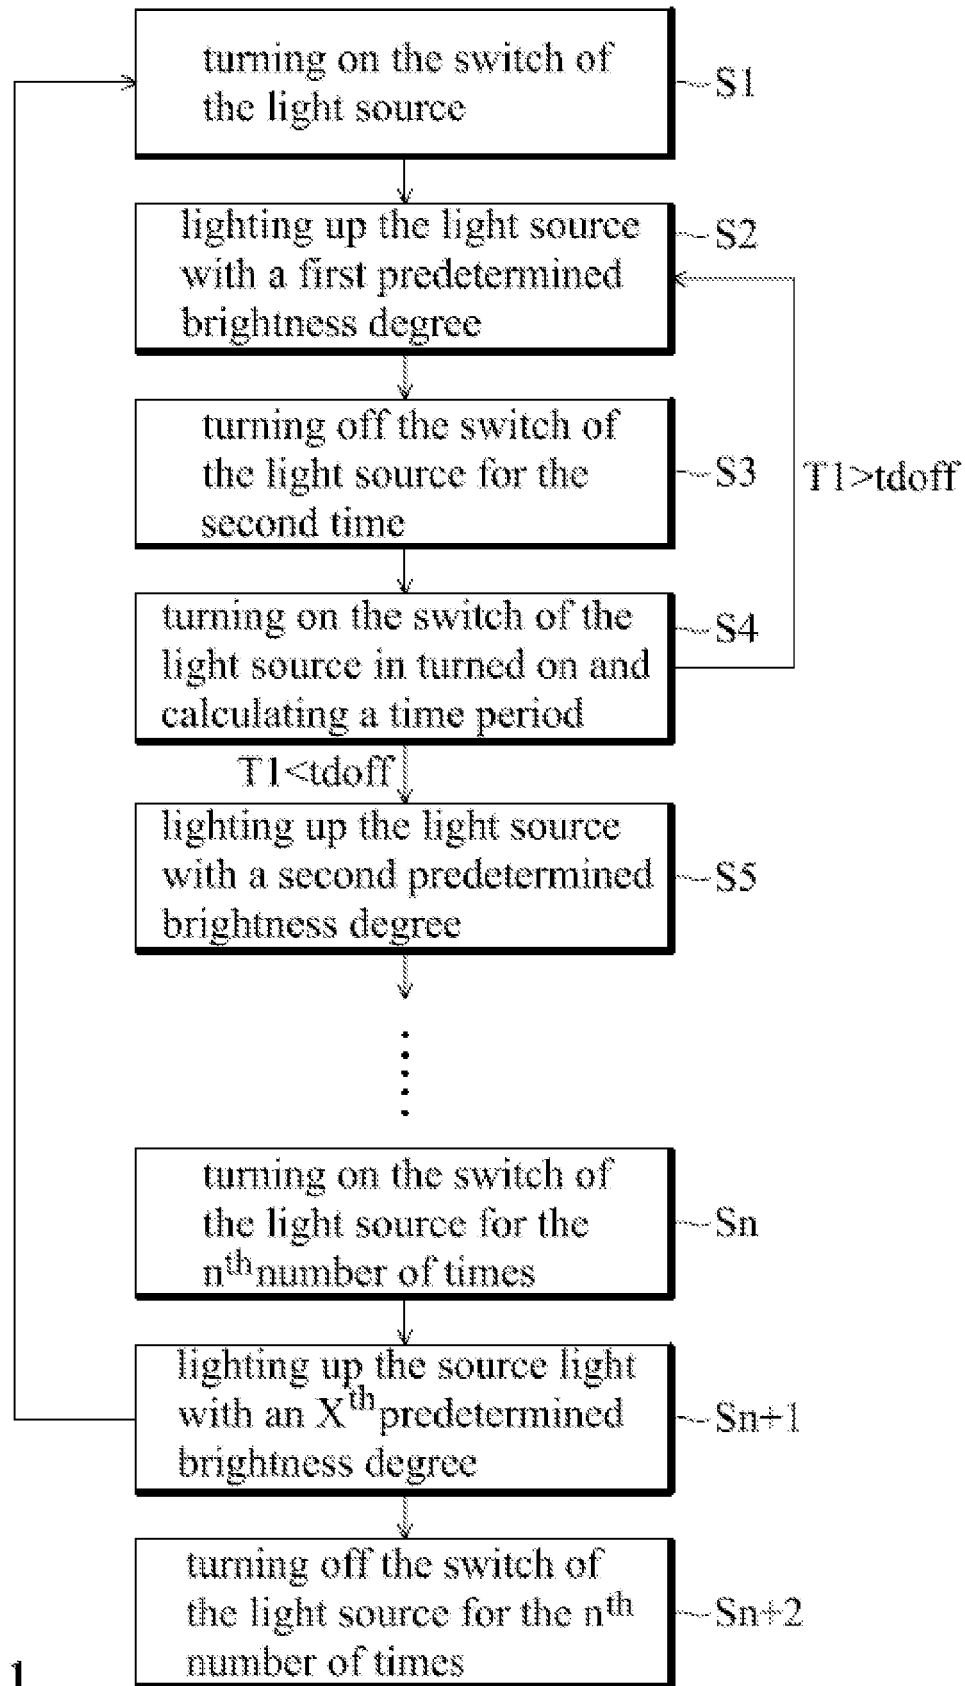 turning on the switch of
the light source
S1
lighting up the light source
with a first predetermined
brightness degree
S2
turning off the switch of
the light source for the
second time
S3
T1>tdoff
turning on the switch of the
light source in turned on and
calculating a time period
S4
T1<tdoff
lighting up the light source
with a second predetermined
brightness degree
S5
turning on the switch of
the light source for the
nth number of times
Sn
lighting up the source light
with an Xth predetermined
brightness degree
Sn+1
turning off the switch of
the light source for the nth
number of times
Sn+2
1